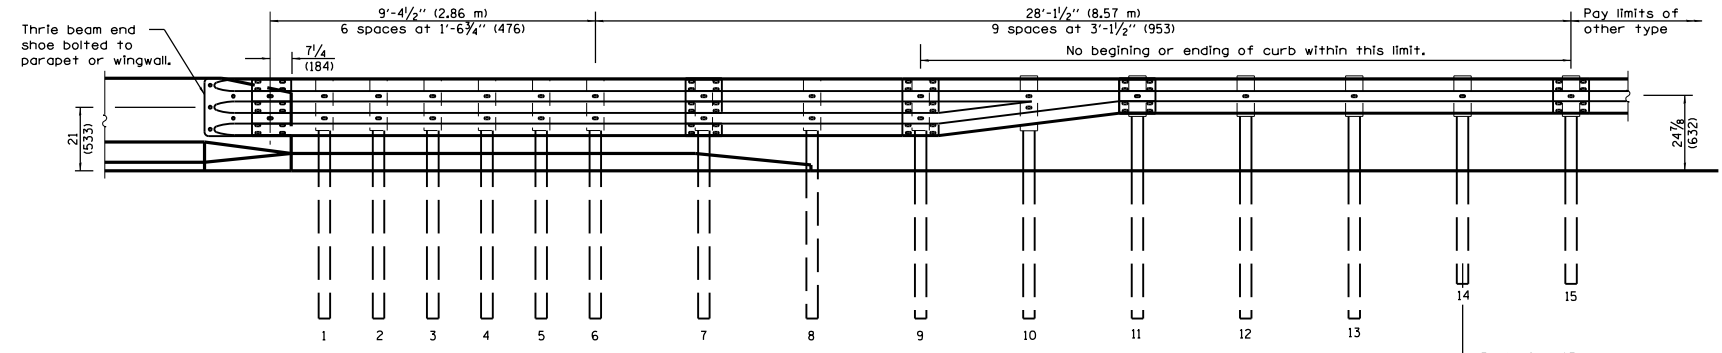 9'-4½" (2.86 m)
6 spaces at 1'-6¾" (476)
28'-1½" (8.57 m)
9 spaces at 3'-1½" (953)
Pay limits of
other type
Thrie beam end
shoe bolted to
parapet or wingwall.
7¼
(184)
No begining or ending of curb within this limit.
21
(533)
24⅞
(632)
1 2 3 4 5 6 7 8 9 10 11 12 13 14 15